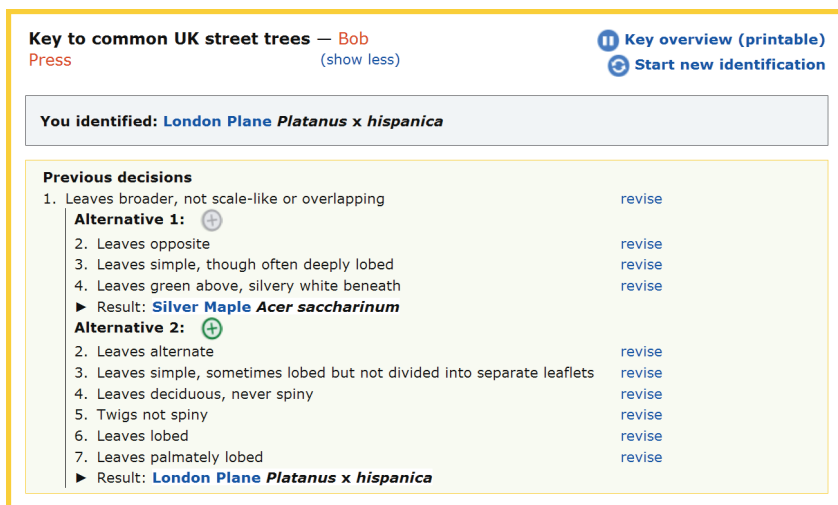 Key to common UK street trees — Bob
Press (show less)
Key overview (printable)
Start new identification
You identified: London Plane Platanus x hispanica
Previous decisions
1. Leaves broader, not scale-like or overlapping revise
Alternative 1:
2. Leaves opposite revise
3. Leaves simple, though often deeply lobed revise
4. Leaves green above, silvery white beneath revise
► Result: Silver Maple Acer saccharinum
Alternative 2:
2. Leaves alternate revise
3. Leaves simple, sometimes lobed but not divided into separate leaflets revise
4. Leaves deciduous, never spiny revise
5. Twigs not spiny revise
6. Leaves lobed revise
7. Leaves palmately lobed revise
► Result: London Plane Platanus x hispanica